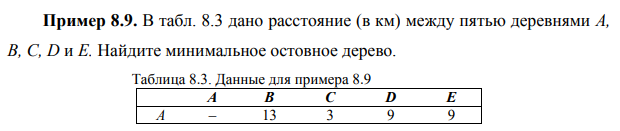 Пример 8.9. В табл. 8.3 дано расстояние (в км) между пятью деревнями A,
B, C, D и E. Найдите минимальное остовное дерево.
Таблица 8.3. Данные для примера 8.9
A B C D E
A – 13 3 9 9